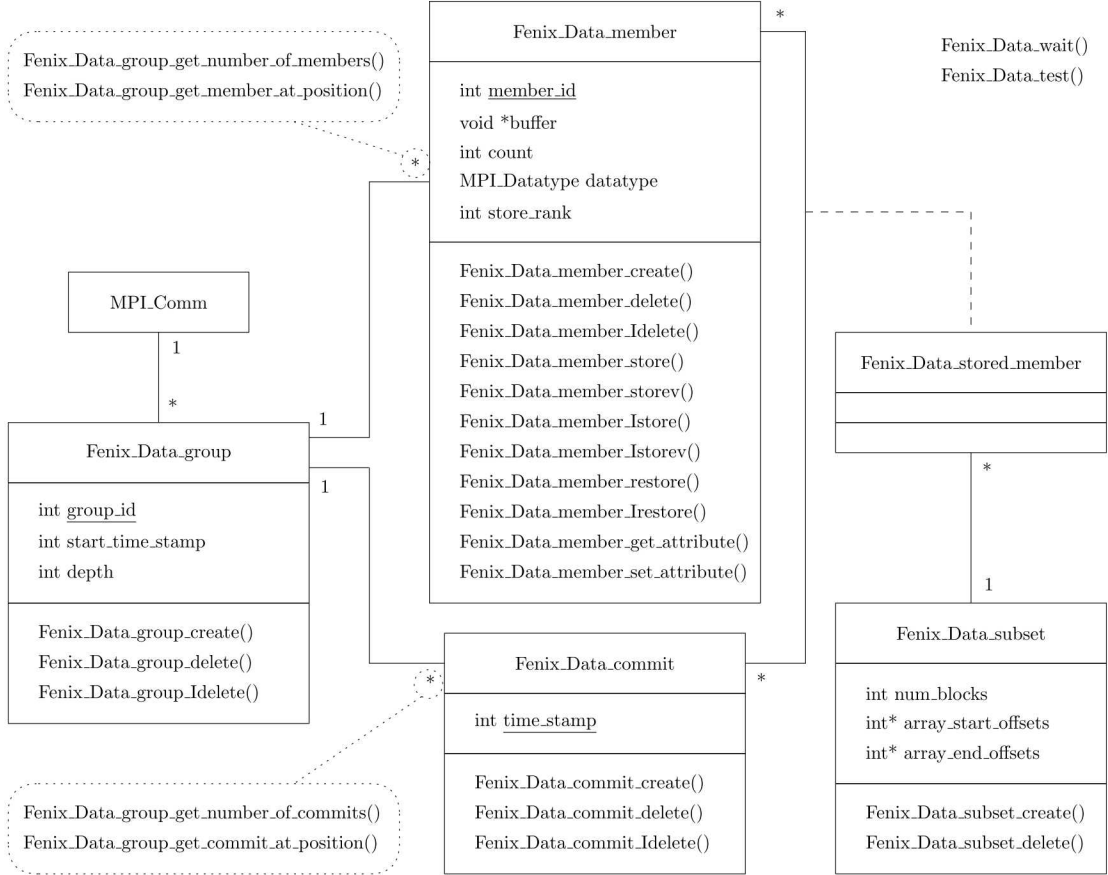 Fenix_Data_group_get_number_of_members()
Fenix_Data_group_get_member_at_position()
*
Fenix_Data_member
int member_id
void *buffer
int count
MPI_Datatype datatype
int store_rank
Fenix_Data_member_create()
Fenix_Data_member_delete()
Fenix_Data_member_Idelete()
Fenix_Data_member_store()
Fenix_Data_member_storev()
Fenix_Data_member_Istore()
Fenix_Data_member_Istorev()
Fenix_Data_member_restore()
Fenix_Data_member_Irestore()
Fenix_Data_member_get_attribute()
Fenix_Data_member_set_attribute()
*
Fenix_Data_wait()
Fenix_Data_test()
MPI_Comm
1
*
Fenix_Data_group
1
1
int group_id
int start_time_stamp
int depth
Fenix_Data_group_create()
Fenix_Data_group_delete()
Fenix_Data_group_Idelete()
Fenix_Data_stored_member
*
1
Fenix_Data_subset
int num_blocks
int* array_start_offsets
int* array_end_offsets
Fenix_Data_subset_create()
Fenix_Data_subset_delete()
Fenix_Data_commit
*
*
int time_stamp
Fenix_Data_commit_create()
Fenix_Data_commit_delete()
Fenix_Data_commit_Idelete()
Fenix_Data_group_get_number_of_commits()
Fenix_Data_group_get_commit_at_position()